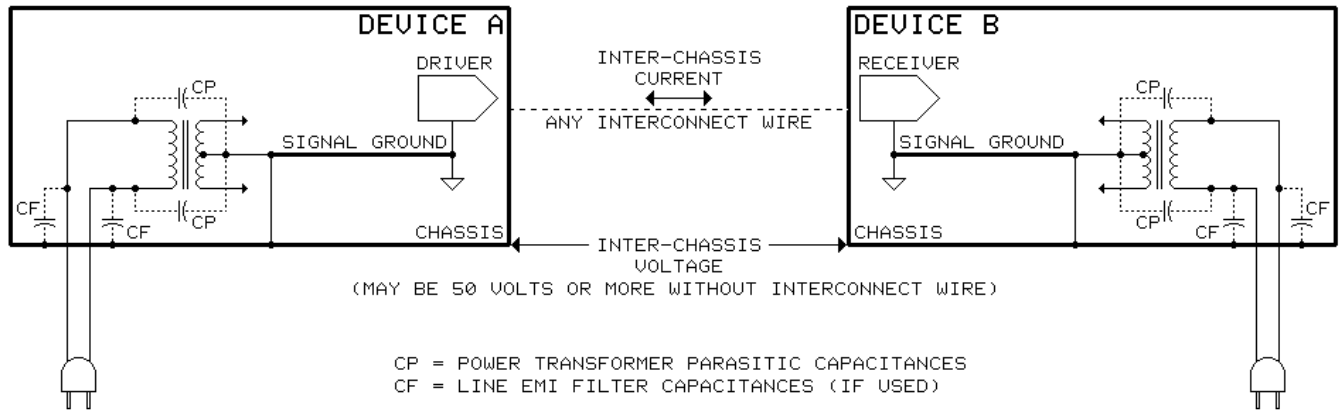 DEVICE A
DEVICE B
DRIVER
INTER-CHASSIS
CURRENT
RECEIVER
CP
CP
ANY INTERCONNECT WIRE
SIGNAL GROUND
SIGNAL GROUND
CF
CP
CF
CP
CF
CF
CHASSIS
INTER-CHASSIS
VOLTAGE
CHASSIS
(MAY BE 50 VOLTS OR MORE WITHOUT INTERCONNECT WIRE)
CP = POWER TRANSFORMER PARASITIC CAPACITANCES
CF = LINE EMI FILTER CAPACITANCES (IF USED)